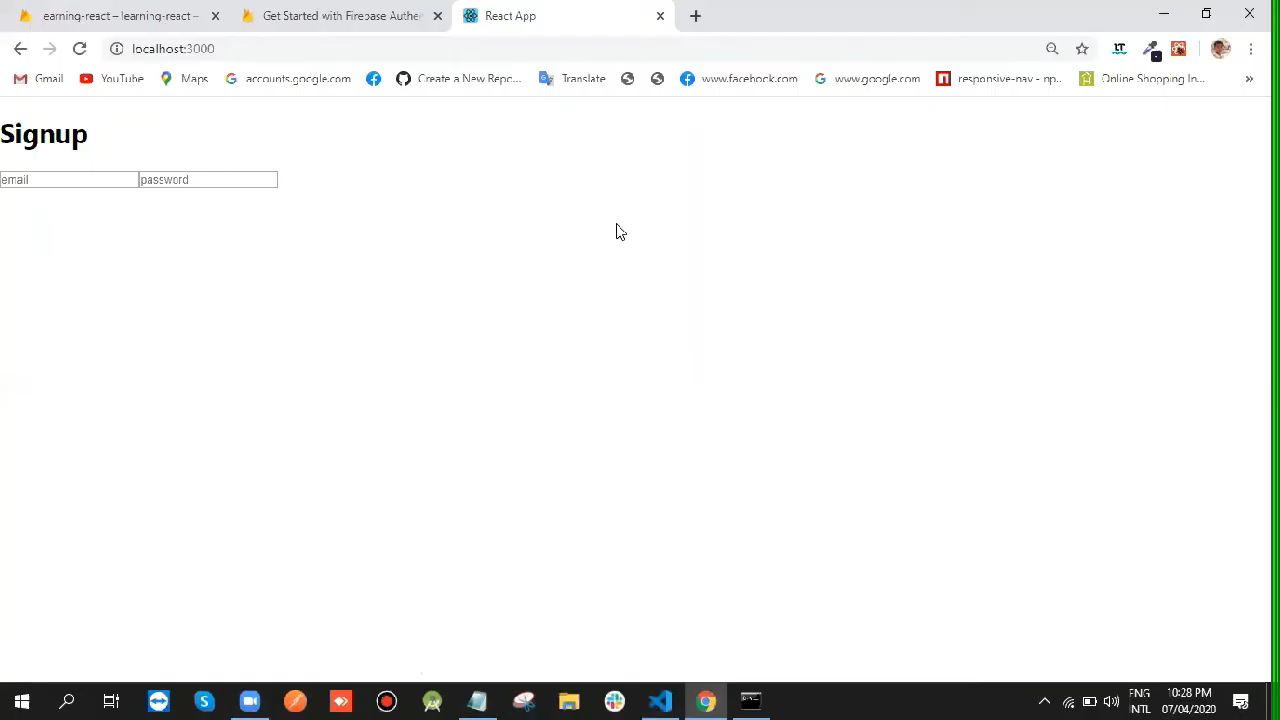 earning-react – learning-react –
Get Started with Firebase Auther
React App
localhost:3000
Gmail
YouTube
Maps
accounts.google.com
Create a New Repo...
Translate
www.facebook.com
www.google.com
responsive-nav - np...
Online Shopping In...
»
Signup
email
password
ENG
INTL
10:28 PM
07/04/2020